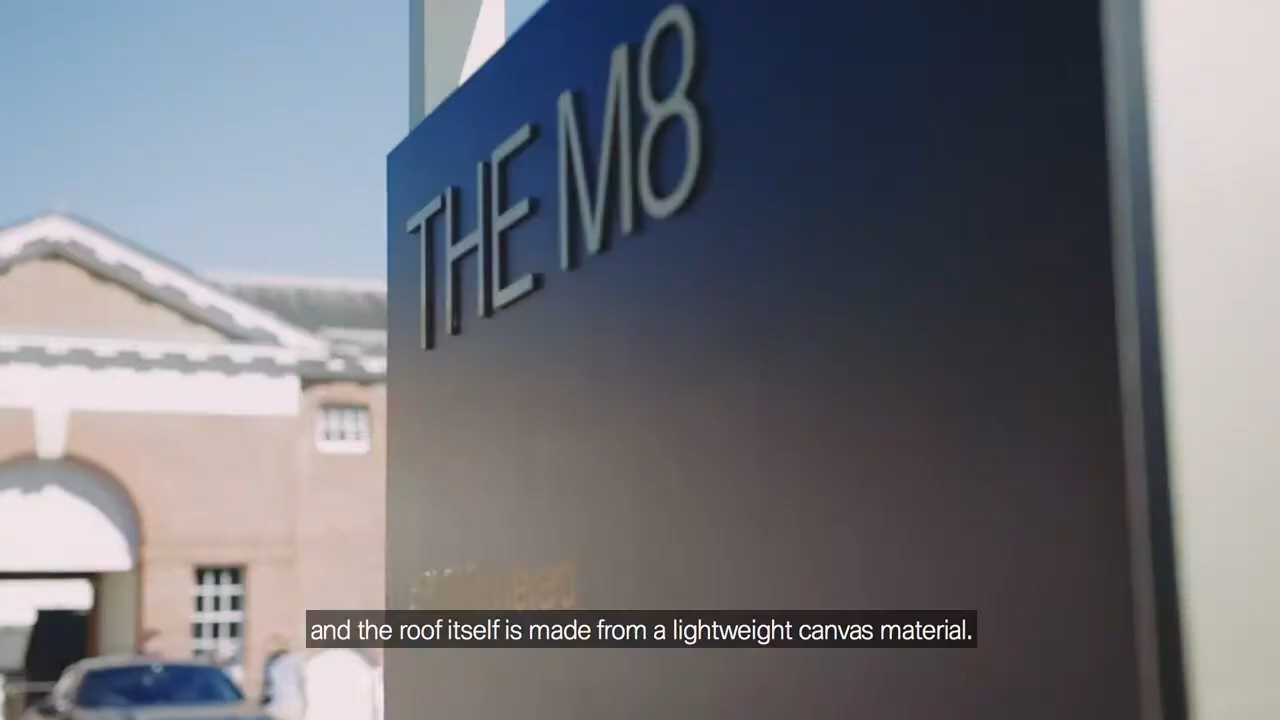 THE M8
and the roof itself is made from a lightweight canvas material.